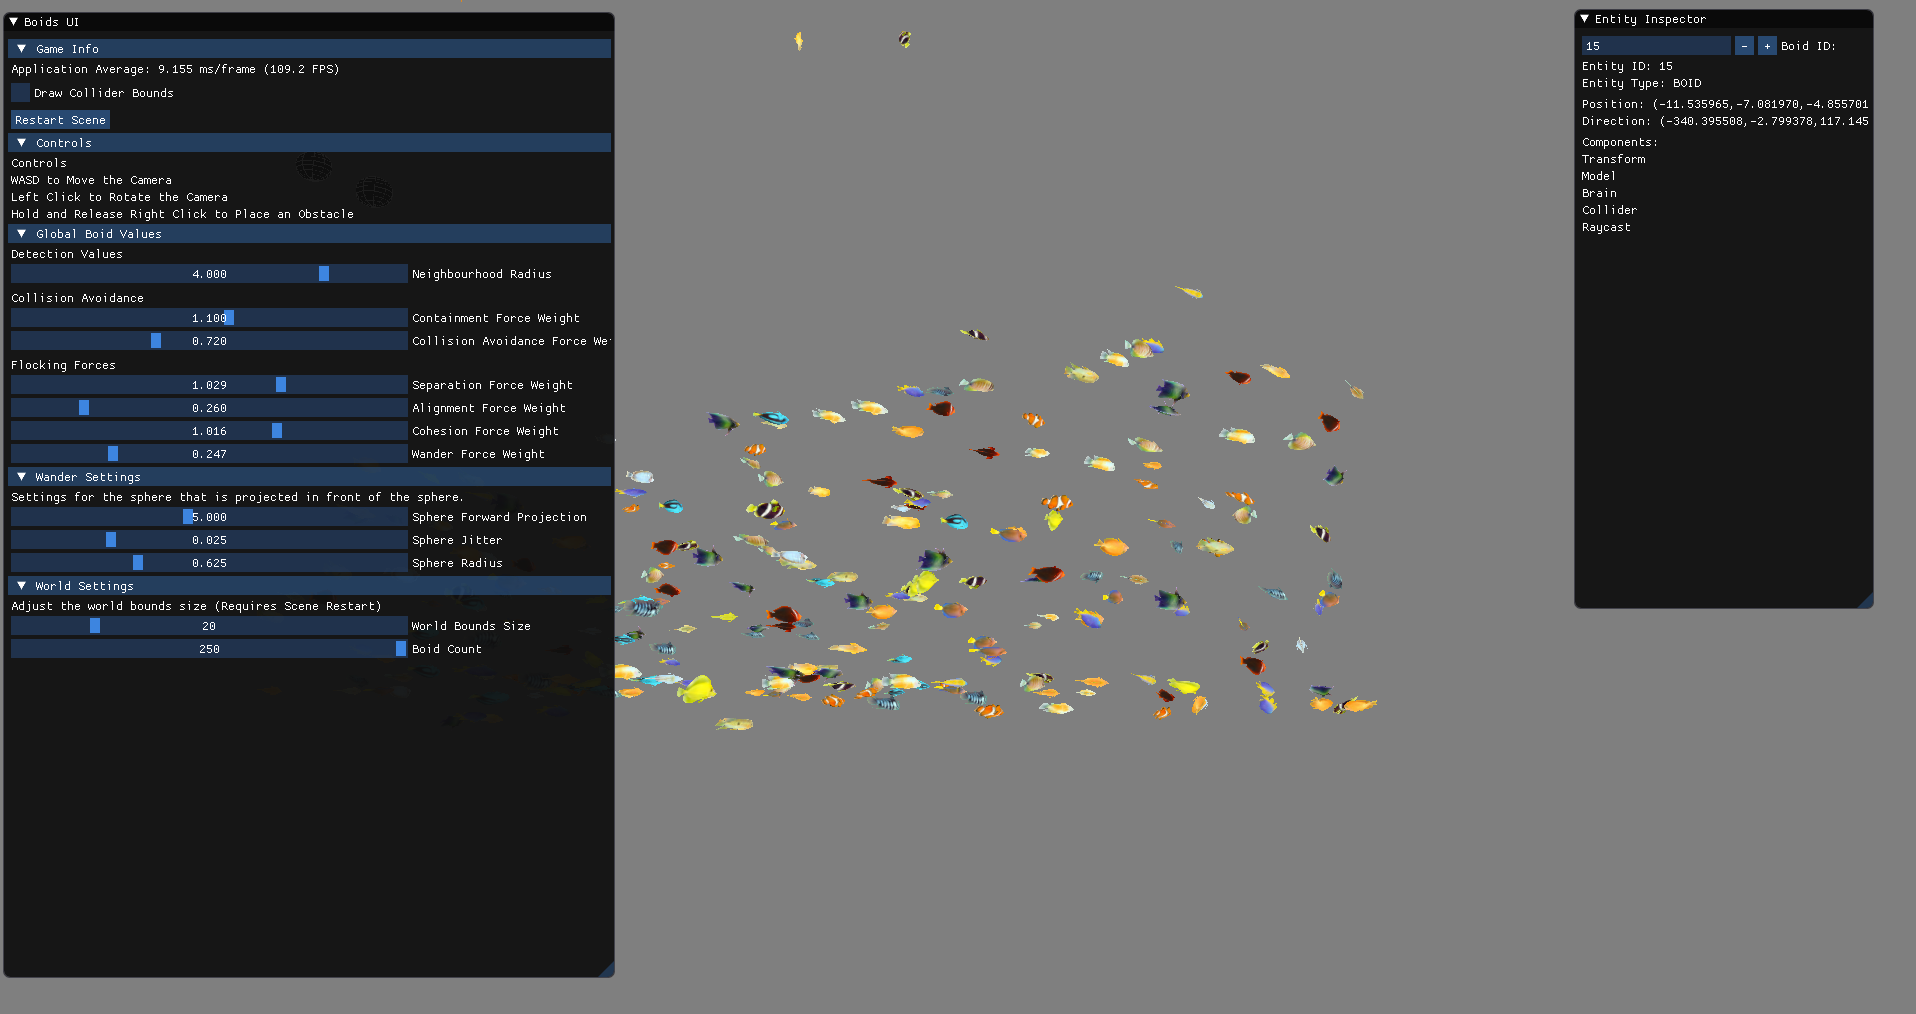 Boids UI
Game Info
Application Average: 9.155 ms/frame (109.2 FPS)
Draw Collider Bounds
Restart Scene
Controls
Controls
WASD to Move the Camera
Left Click to Rotate the Camera
Hold and Release Right Click to Place an Obstacle
Global Boid Values
Detection Values
4.000 Neighbourhood Radius
Collision Avoidance
1.100 Containment Force Weight
0.720 Collision Avoidance Force We
Flocking Forces
1.029 Separation Force Weight
0.260 Alignment Force Weight
1.016 Cohesion Force Weight
0.247 Wander Force Weight
Wander Settings
Settings for the sphere that is projected in front of the sphere.
5.000 Sphere Forward Projection
0.025 Sphere Jitter
0.625 Sphere Radius
World Settings
Adjust the world bounds size (Requires Scene Restart)
20 World Bounds Size
250 Boid Count
Entity Inspector
15 - + Boid ID:
Entity ID: 15
Entity Type: BOID
Position: (-11.535965,-7.081970,-4.855701
Direction: (-340.395508,-2.799378,117.145
Components:
Transform
Model
Brain
Collider
Raycast